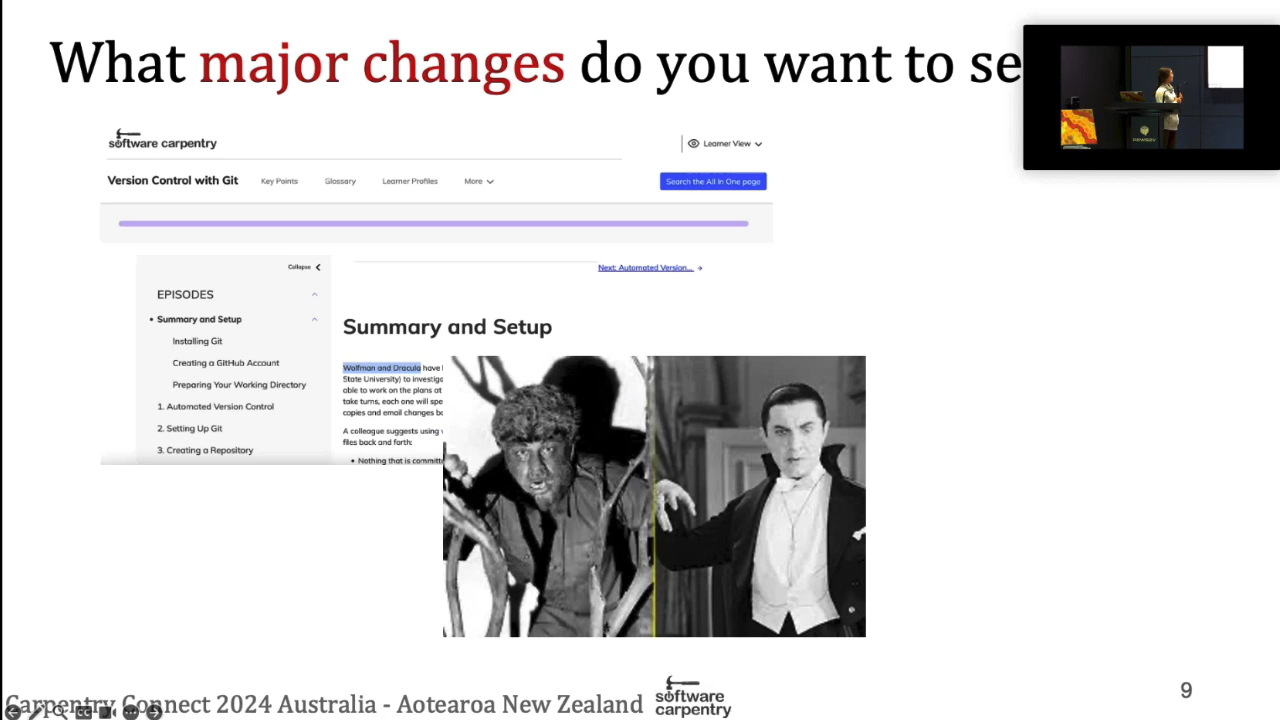 What major changes do you want to se
software carpentry
Learner View
Version Control with Git
Key Points
Glossary
Learner Profiles
More
Search the All In One page
Collapse
Next: Automated Version...
EPISODES
Summary and Setup
Installing Git
Creating a GitHub Account
Preparing Your Working Directory
1. Automated Version Control
2. Setting Up Git
3. Creating a Repository
Summary and Setup
Wolfman and Dracula have
State University) to investiga
able to work on the plans at
take turns, each one will spe
copies and email changes ba
A colleague suggests using
files back and forth:
• Nothing that is committe
Carpentry Connect 2024 Australia - Aotearoa New Zealand
software
carpentry
9